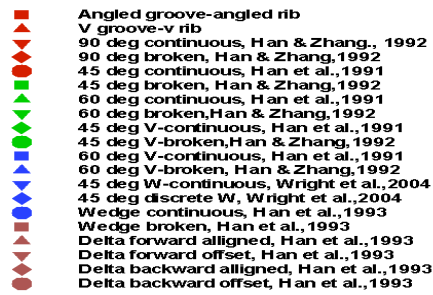 Angled groove-angled rib
V groove-v rib
90 deg continuous, Han & Zhang., 1992
90 deg broken, Han & Zhang,1992
45 deg continuous, Han et al.,1991
45 deg broken, Han & Zhang,1992
60 deg continuous, Han et al.,1991
60 deg broken,Han & Zhang,1992
45 deg V-continuous, Han et al.,1991
45 deg V-broken,Han & Zhang,1992
60 deg V-continuous, Han et al.,1991
60 deg V-broken, Han & Zhang,1992
45 deg W-continuous, Wright et al.,2004
45 deg discrete W, Wright et al.,2004
Wedge continuous, Han et al.,1993
Wedge broken, Han et al.,1993
Delta forward alligned, Han et al.,1993
Delta forward offset, Han et al.,1993
Delta backward alligned, Han et al.,1993
Delta backward offset, Han et al.,1993